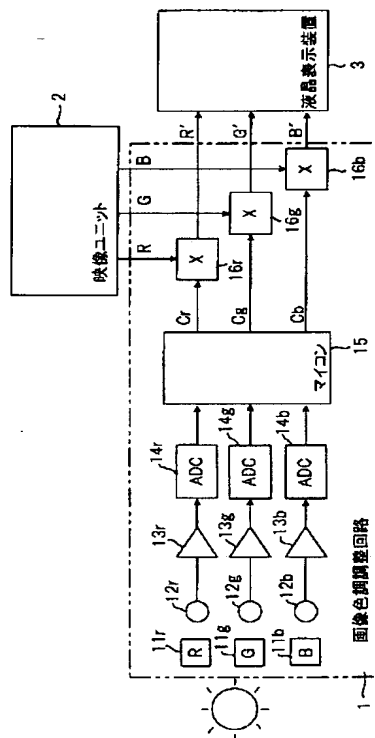 2
映像ユニット
R
G
B
液晶表示装置
3
R'
G'
B'
X
16r
X
16g
X
16b
Cr
Cg
Cb
マイコン
15
14r
ADC
14g
ADC
14b
ADC
13r
13g
13b
12r
12g
12b
11r
R
11g
G
11b
B
画像色調調整回路
1